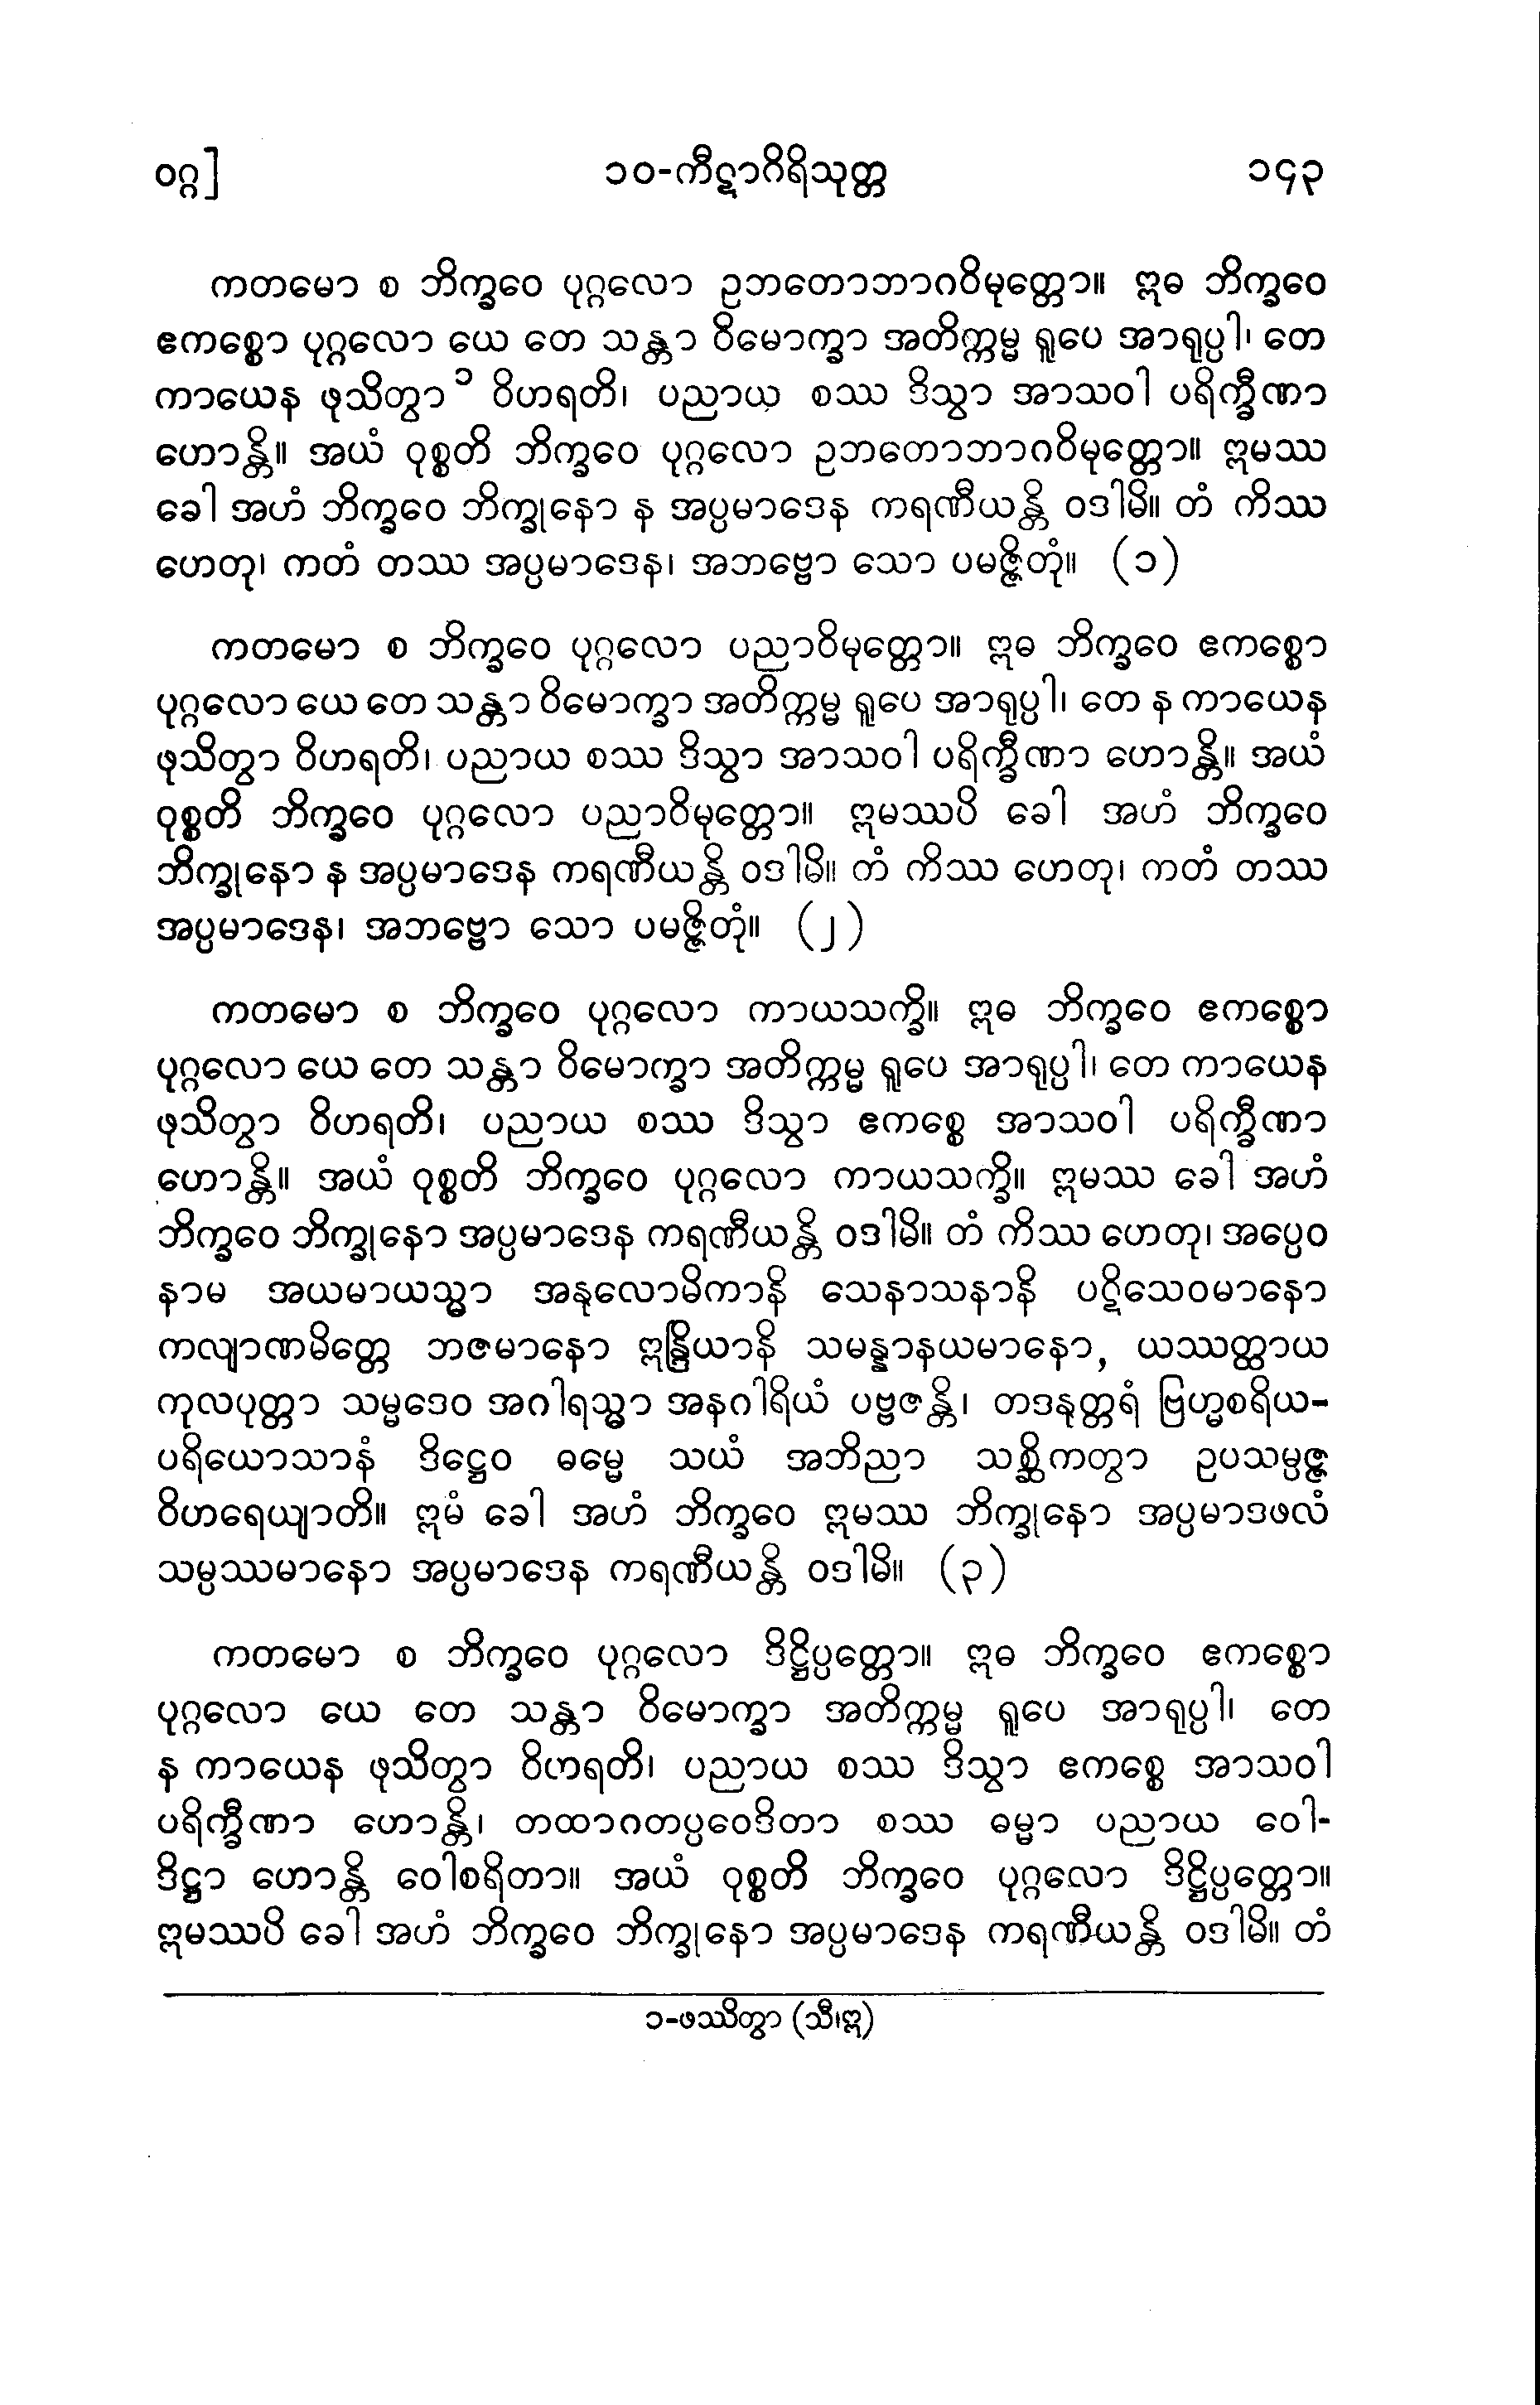 ဝဂ္ဂ]
၁၀-ကီဋာဂိရိသုတ္တ
၁၄၃
ကတမော စ ဘိက္ခဝေ ပုဂ္ဂလော ဥဘတောဘာဂဝိမုတ္တော။ ဣဓ ဘိက္ခဝေ
ဧကစ္စော ပုဂ္ဂလော ယေ တေ သန္တာ ဝိမောက္ခာ အတိက္ကမ္မ ရူပေ အာရုပ္ပါ၊ တေ
ကာယေန ဖုသိတွာ ၁ ဝိဟရတိ၊ ပညာယ စဿ ဒိသွာ အာသဝါ ပရိက္ခီဏာ
ဟောန္တိ။ အယံ ဝုစ္စတိ ဘိက္ခဝေ ပုဂ္ဂလော ဥဘတောဘာဂဝိမုတ္တော။ ဣမဿ
ခေါ အဟံ ဘိက္ခဝေ ဘိက္ခုနော န အပ္ပမာဒေန ကရဏီယန္တိ ဝဒါမိ။ တံ ကိဿ
ဟေတု၊ ကတံ တဿ အပ္ပမာဒေန၊ အဘဗ္ဗော သော ပမဇ္ဇိတုံ။ (၁)
ကတမော စ ဘိက္ခဝေ ပုဂ္ဂလော ပညာဝိမုတ္တော။ ဣဓ ဘိက္ခဝေ ဧကစ္စော
ပုဂ္ဂလော ယေ တေ သန္တာ ဝိမောက္ခာ အတိက္ကမ္မ ရူပေ အာရုပ္ပါ၊ တေ န ကာယေန
ဖုသိတွာ ဝိဟရတိ၊ ပညာယ စဿ ဒိသွာ အာသဝါ ပရိက္ခီဏာ ဟောန္တိ။ အယံ
ဝုစ္စတိ ဘိက္ခဝေ ပုဂ္ဂလော ပညာဝိမုတ္တော။ ဣမဿပိ ခေါ အဟံ ဘိက္ခဝေ
ဘိက္ခုနော န အပ္ပမာဒေန ကရဏီယန္တိ ဝဒါမိ။ တံ ကိဿ ဟေတု၊ ကတံ တဿ
အပ္ပမာဒေန၊ အဘဗ္ဗော သော ပမဇ္ဇိတုံ။ (၂)
ကတမော စ ဘိက္ခဝေ ပုဂ္ဂလော ကာယသက္ခိ။ ဣဓ ဘိက္ခဝေ ဧကစ္စော
ပုဂ္ဂလော ယေ တေ သန္တာ ဝိမောက္ခာ အတိက္ကမ္မ ရူပေ အာရုပ္ပါ၊ တေ ကာယေန
ဖုသိတွာ ဝိဟရတိ၊ ပညာယ စဿ ဒိသွာ ဧကစ္စေ အာသဝါ ပရိက္ခီဏာ
ဟောန္တိ။ အယံ ဝုစ္စတိ ဘိက္ခဝေ ပုဂ္ဂလော ကာယသက္ခိ။ ဣမဿ ခေါ အဟံ
ဘိက္ခဝေ ဘိက္ခုနော အပ္ပမာဒေန ကရဏီယန္တိ ဝဒါမိ။ တံ ကိဿ ဟေတု၊ အပ္ပေဝ
နာမ အယမာယသ္မာ အနုလောမိကာနိ သေနာသနာနိ ပဋိသေဝမာနော
ကလျာဏမိတ္တေ ဘဇမာနော ဣန္ဒြိယာနိ သမန္နာနယမာနော, ယဿတ္ထာယ
ကုလပုတ္တာ သမ္မဒေဝ အဂါရသ္မာ အနဂါရိယံ ပဗ္ဗဇန္တိ၊ တဒနုတ္တရံ ဗြဟ္မစရိယ-
ပရိယောသာနံ ဒိဋ္ဌေဝ ဓမ္မေ သယံ အဘိညာ သစ္ဆိကတွာ ဥပသမ္ပဇ္ဇ
ဝိဟရေယျာတိ။ ဣမံ ခေါ အဟံ ဘိက္ခဝေ ဣမဿ ဘိက္ခုနော အပ္ပမာဒဖလံ
သမ္ပဿမာနော အပ္ပမာဒေန ကရဏီယန္တိ ဝဒါမိ။ (၃)
ကတမော စ ဘိက္ခဝေ ပုဂ္ဂလော ဒိဋ္ဌိပ္ပတ္တော။ ဣဓ ဘိက္ခဝေ ဧကစ္စော
ပုဂ္ဂလော ယေ တေ သန္တာ ဝိမောက္ခာ အတိက္ကမ္မ ရူပေ အာရုပ္ပါ၊ တေ
န ကာယေန ဖုသိတွာ ဝိဟရတိ၊ ပညာယ စဿ ဒိသွာ ဧကစ္စေ အာသဝါ
ပရိက္ခီဏာ ဟောန္တိ၊ တထာဂတပ္ပဝေဒိတာ စဿ ဓမ္မာ ပညာယ ဝေါ-
ဒိဋ္ဌာ ဟောန္တိ ဝေါစရိတာ။ အယံ ဝုစ္စတိ ဘိက္ခဝေ ပုဂ္ဂလော ဒိဋ္ဌိပ္ပတ္တော။
ဣမဿပိ ခေါ အဟံ ဘိက္ခဝေ ဘိက္ခုနော အပ္ပမာဒေန ကရဏီယန္တိ ဝဒါမိ။ တံ
၁-ဖဿိတွာ (သီ၊ဣ)